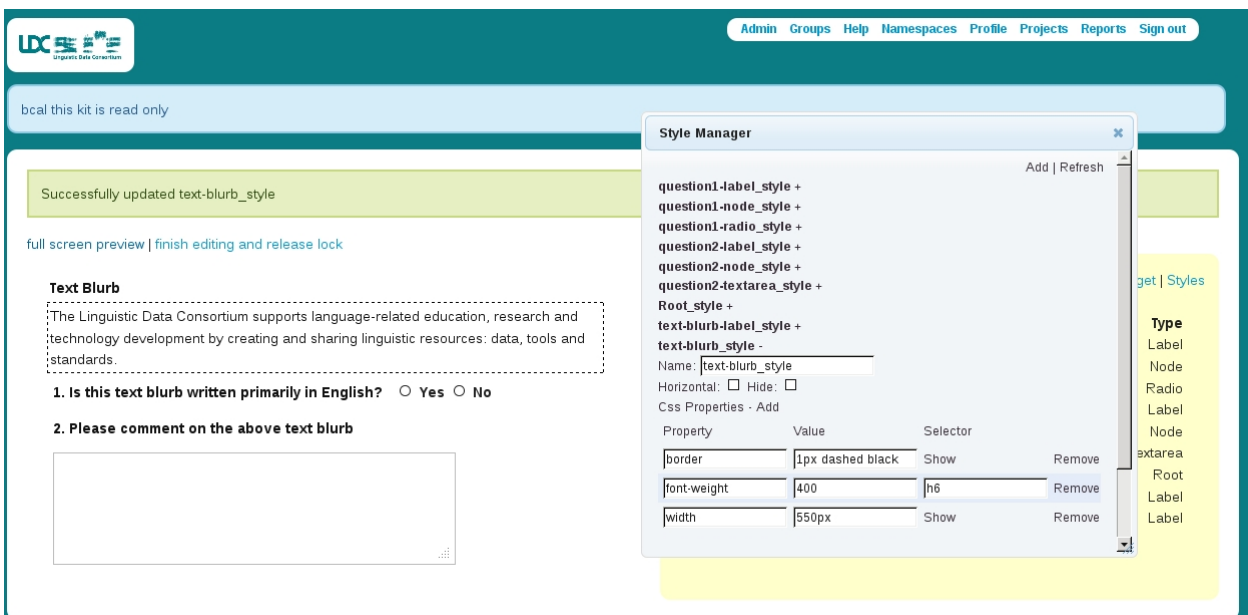 LDC
Linguistic Data Consortium
Admin Groups Help Namespaces Profile Projects Reports Sign out
bcal this kit is read only
Successfully updated text-blurb_style
full screen preview | finish editing and release lock
Text Blurb
The Linguistic Data Consortium supports language-related education, research and
technology development by creating and sharing linguistic resources: data, tools and
standards.
1. Is this text blurb written primarily in English? Yes No
2. Please comment on the above text blurb
Style Manager
Add | Refresh
question1-label_style +
question1-node_style +
question1-radio_style +
question2-label_style +
question2-node_style +
question2-textarea_style +
Root_style +
text-blurb-label_style +
text-blurb_style -
Name: text-blurb_style
Horizontal: Hide:
Css Properties - Add
Property Value Selector
border 1px dashed black Show Remove
font-weight 400 h6 Remove
width 550px Show Remove
get | Styles
Type
Label
Node
Radio
Label
Node
extarea
Root
Label
Label